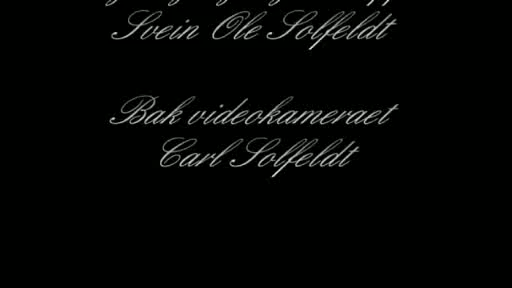 Svein Ole Solfeldt
Bak videokameraet
Carl Solfeldt